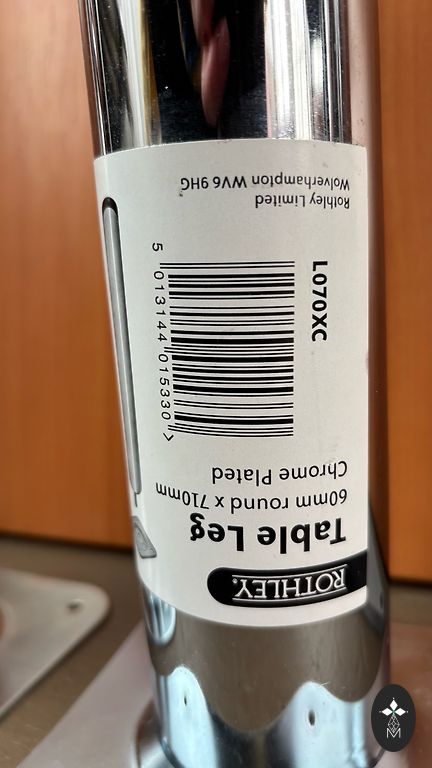 ROTHLEY®
Table Leg
60mm round x 710mm
Chrome Plated
L070XC
5 013144 015330 >
Rothley Limited
Wolverhampton WV6 9HG
M